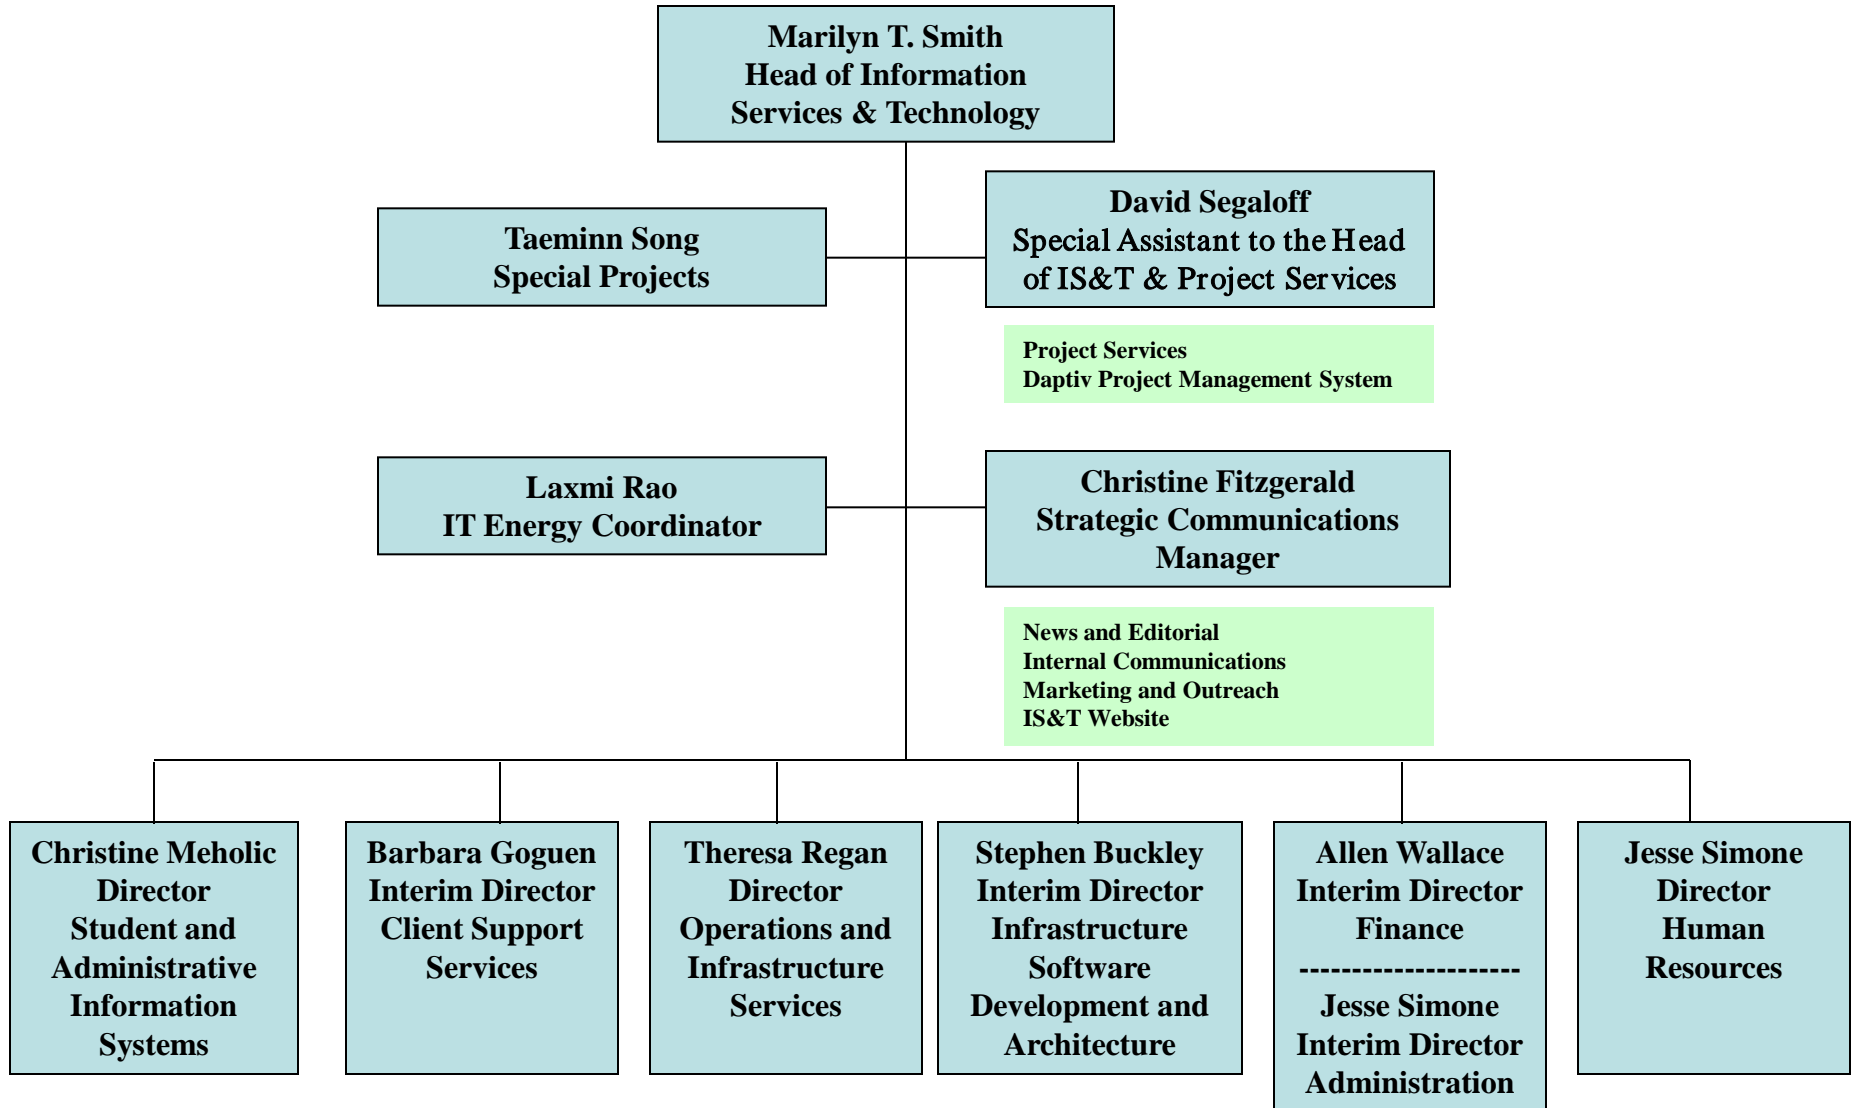 Marilyn T. Smith
Head of Information
Services & Technology
Taeminn Song
Special Projects
David Segaloff
Special Assistant to the Head
of IS&T & Project Services
Project Services
Daptiv Project Management System
Laxmi Rao
IT Energy Coordinator
Christine Fitzgerald
Strategic Communications
Manager
News and Editorial
Internal Communications
Marketing and Outreach
IS&T Website
Christine Meholic
Director
Student and
Administrative
Information
Systems
Barbara Goguen
Interim Director
Client Support
Services
Theresa Regan
Director
Operations and
Infrastructure
Services
Stephen Buckley
Interim Director
Infrastructure
Software
Development and
Architecture
Allen Wallace
Interim Director
Finance
---------------------
Jesse Simone
Interim Director
Administration
Jesse Simone
Director
Human
Resources